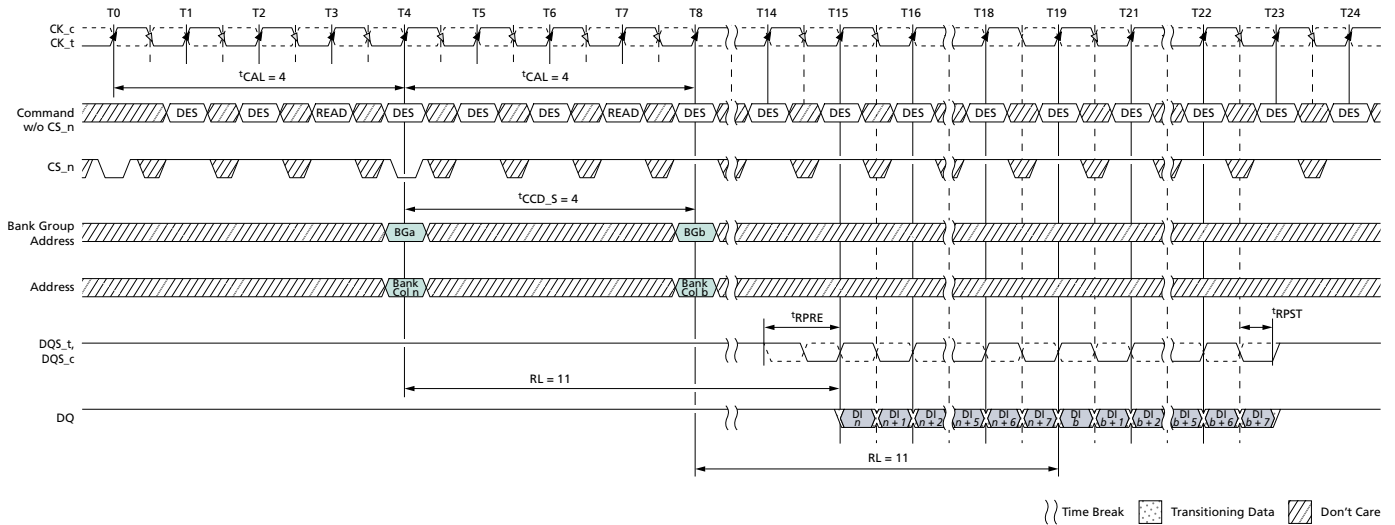 T0 T1 T2 T3 T4 T5 T6 T7 T8 T14 T15 T16 T18 T19 T21 T22 T23 T24
CK_c
CK_t
tCAL = 4 tCAL = 4
Command
w/o CS_n
DES DES READ DES DES DES READ DES DES DES DES DES DES DES DES DES DES
CS_n
tCCD_S = 4
Bank Group
Address
BGa BGb
Address
Bank
Col n
Bank
Col b
tRPRE tRPST
DQS_t,
DQS_c
RL = 11
DQ
DI
n
DI
n + 1
DI
n + 2
DI
n + 5
DI
n + 6
DI
n + 7
DI
b
DI
b + 1
DI
b + 2
DI
b + 5
DI
b + 6
DI
b + 7
RL = 11
Time Break Transitioning Data Don't Care